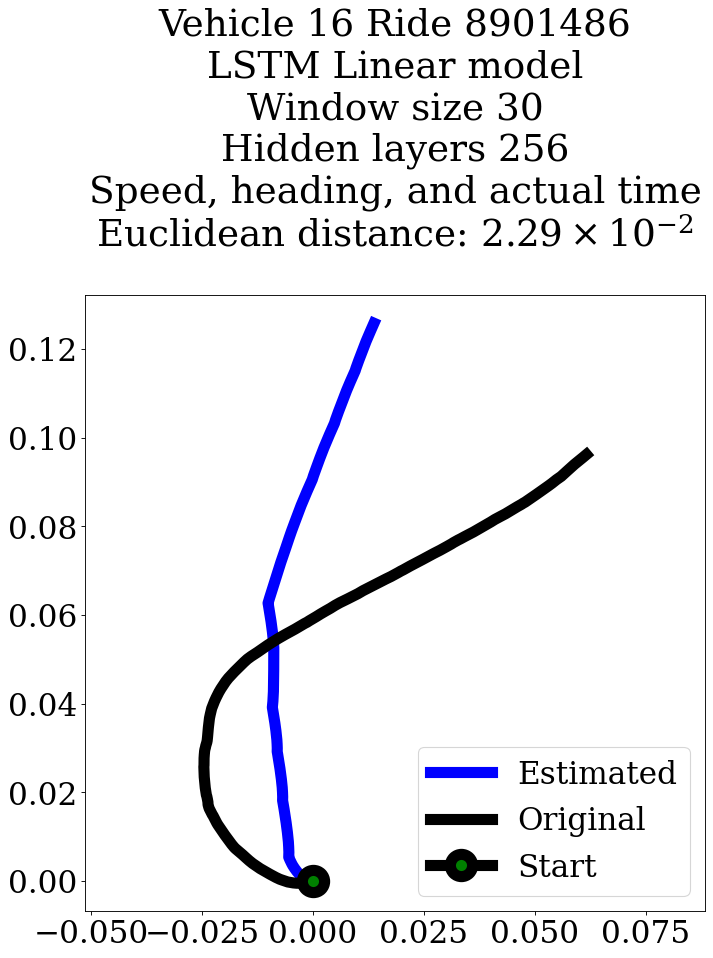 Vehicle 16 Ride 8901486
LSTM Linear model
Window size 30
Hidden layers 256
Speed, heading, and actual time
Euclidean distance: 2.29 × 10⁻²
0.12
0.10
0.08
0.06
0.04
0.02
0.00
Estimated
Original
Start
−0.050 −0.025 0.000 0.025 0.050 0.075